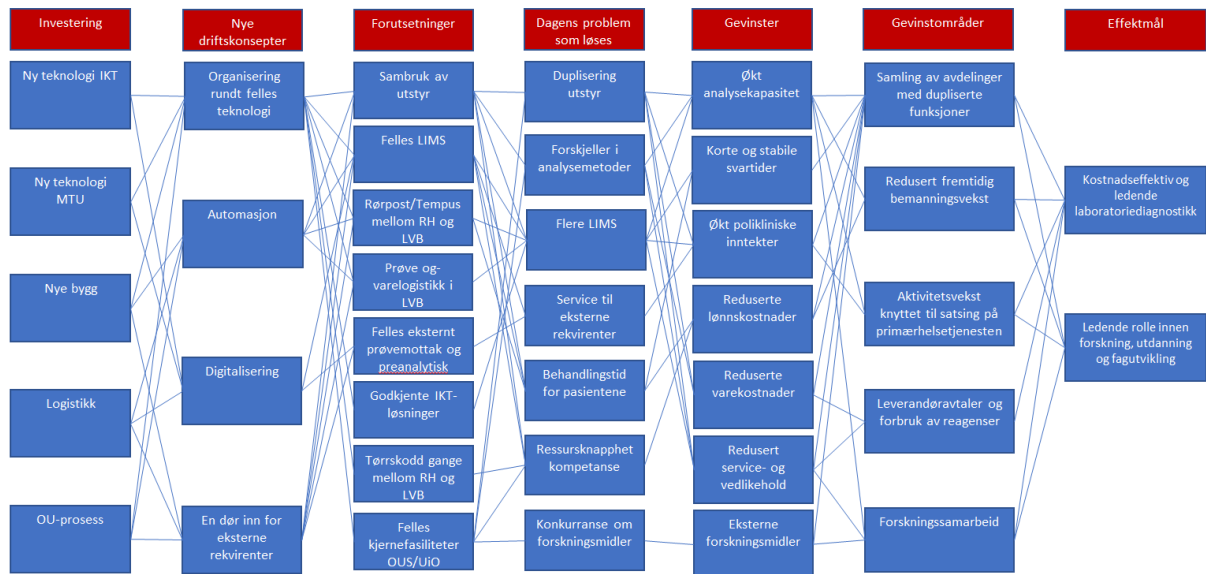 Investering
Nye
driftskonsepter
Forutsetninger
Dagens problem
som løses
Gevinster
Gevinstområder
Effektmål
Ny teknologi IKT
Ny teknologi
MTU
Nye bygg
Logistikk
OU-prosess
Organisering
rundt felles
teknologi
Automasjon
Digitalisering
En dør inn for
eksterne
rekvirenter
Sambruk av
utstyr
Felles LIMS
Rørpost/Tempus
mellom RH og
LVB
Prøve og-
varelogistikk i
LVB
Felles eksternt
prøvemottak og
preanalytisk
Godkjente IKT-
løsninger
Tørrskodd gange
mellom RH og
LVB
Felles
kjernefasiliteter
OUS/UiO
Duplisering
utstyr
Forskjeller i
analysemetoder
Flere LIMS
Service til
eksterne
rekvirenter
Behandlingstid
for pasientene
Ressursknapphet
kompetanse
Konkurranse om
forskningsmidler
Økt
analysekapasitet
Korte og stabile
svartider
Økt polikliniske
inntekter
Reduserte
lønnskostnader
Reduserte
varekostnader
Redusert
service- og
vedlikehold
Eksterne
forskningsmidler
Samling av avdelinger
med dupliserte
funksjoner
Redusert fremtidig
bemanningsvekst
Aktivitetsvekst
knyttet til satsing på
primærhelsetjenesten
Leverandøravtaler og
forbruk av reagenser
Forskningssamarbeid
Kostnadseffektiv og
ledende
laboratoriediagnostikk
Ledende rolle innen
forskning, utdanning
og fagutvikling